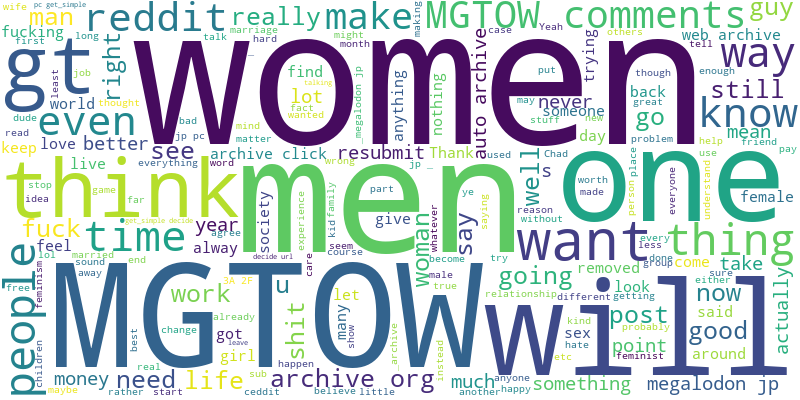 wife
pc get_simple
man
reddit
really
make
MGTOW comments
guy
fucking
first
long
talk
marriage
hard
might
month
making
case
Yeah
others
tell
web archive
gt
women
right
auto archive
trying
way
least
job
find
though
enough
even
world
thought
lot
fact
wanted
talking
_megalodon jp
anything
nothing
put
may
never
someone
back
great
still
know
dude
read
bad
jp pc
mind
matter
stuff
new
day
go
problem
mean
keep
love
better
see
archive click
resubmit
Thank
used
Chad
friend
help
use
pay
everything
word
wrong
jp _
s
live
think
men
one
well
worth
made
person
place
everyone
understand
female
stop
idea
game
far
part
ye
saying
reason
without
get_simple decide
fuck
time
year
agree
society
experience
kid
family
give
whatever
woman
say
want
thing
feel
alway
seem
course
lol
married
end
decide url
care
become
try
going
every
less
done
group
come
sure
take
actually
people
free
feminism
sound
away
MGTOW
male
true
removed
either
getting
look
will
3A 2F
relationship
different
now
work
u
let
many
show
_archive
instead
kind
probably
post
said
good
children
change
already
got
shit
best
leave
girl
happen
sex
hate
feminist
point
around
real
money
need
life
sub
archive org
much
anyone
happy
etc
something
megalodon jp
maybe
rather
start
ceddit
believe
little
another